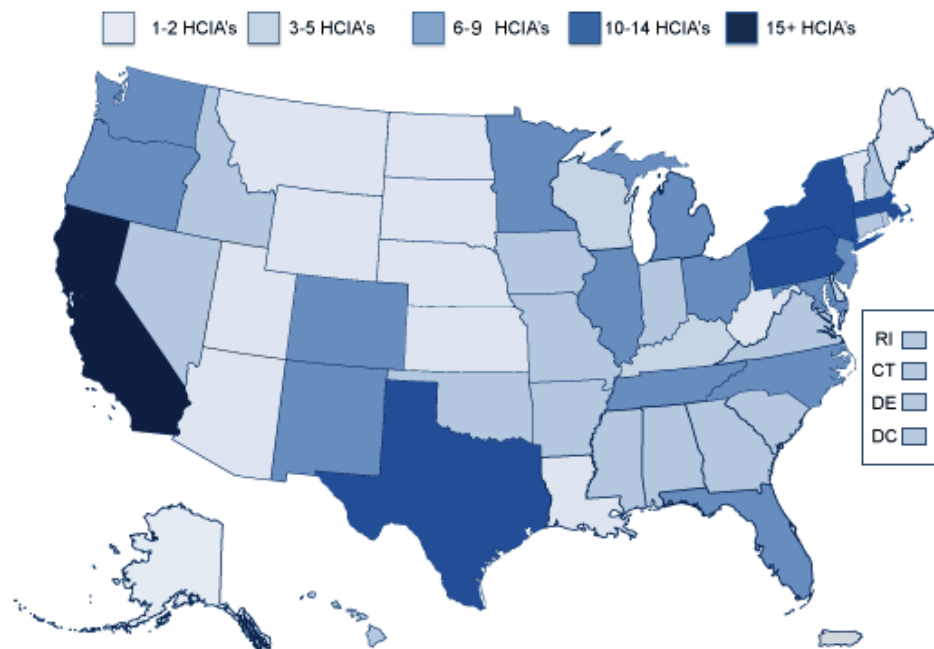 1-2 HCIA's 3-5 HCIA's 6-9 HCIA's 10-14 HCIA's 15+ HCIA's
RI
CT
DE
DC